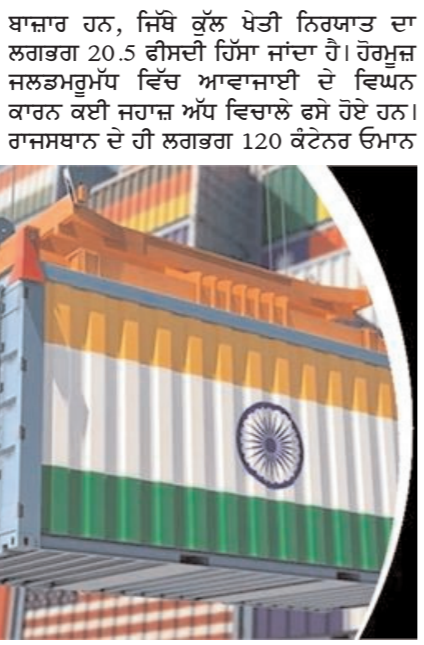 ਬਾਜ਼ਾਰ ਹਨ, ਜਿੱਥੇ ਕੁੱਲ ਖੇਤੀ ਨਿਰਯਾਤ ਦਾ
ਲਗਭਗ 20.5 ਫੀਸਦੀ ਹਿੱਸਾ ਜਾਂਦਾ ਹੈ। ਹੋਰਮੂਜ਼
ਜਲਡਮਰੂਮੱਧ ਵਿੱਚ ਆਵਾਜਾਈ ਦੇ ਵਿਘਨ
ਕਾਰਨ ਕਈ ਜਹਾਜ਼ ਅੱਧ ਵਿਚਾਲੇ ਫਸੇ ਹੋਏ ਹਨ।
ਰਾਜਸਥਾਨ ਦੇ ਹੀ ਲਗਭਗ 120 ਕੰਟੇਨਰ ਓਮਾਨ